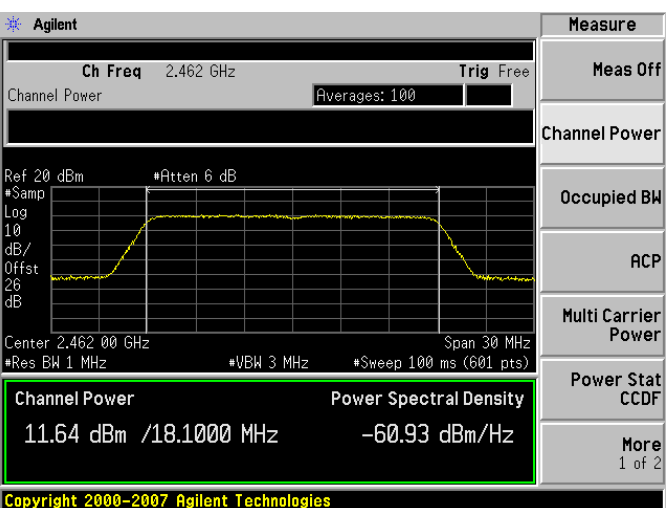 Agilent
Measure
Ch Freq 2.462 GHz Trig Free
Channel Power Averages: 100
Ref 20 dBm #Atten 6 dB
#Samp
Log
10
dB/
Offst
26
dB
Center 2.462 00 GHz Span 30 MHz
#Res BW 1 MHz #VBW 3 MHz #Sweep 100 ms (601 pts)
Channel Power Power Spectral Density
11.64 dBm /18.1000 MHz -60.93 dBm/Hz
Copyright 2000-2007 Agilent Technologies
Meas Off
Channel Power
Occupied BW
ACP
Multi Carrier
Power
Power Stat
CCDF
More
1 of 2